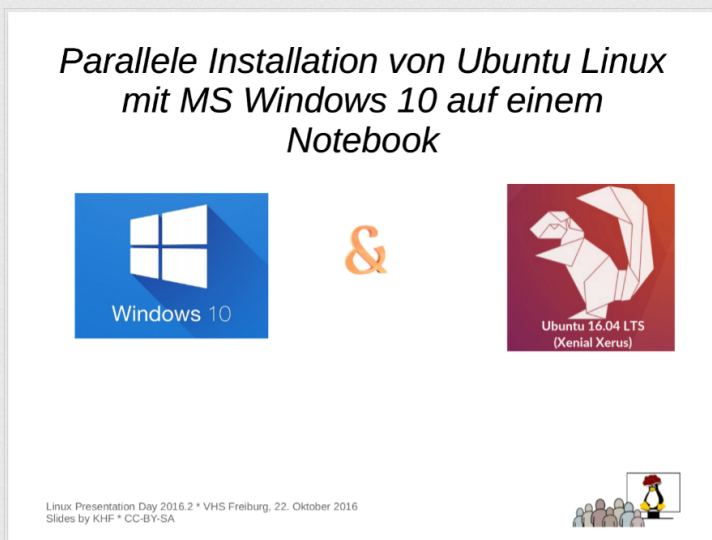 Parallele Installation von Ubuntu Linux
mit MS Windows 10 auf einem
Notebook
&
Windows 10
Ubuntu 16.04 LTS
(Xenial Xerus)
Linux Presentation Day 2016.2 * VHS Freiburg, 22. Oktober 2016
Slides by KHF * CC-BY-SA